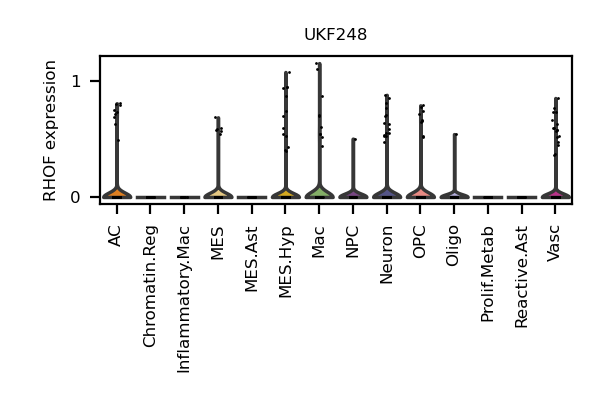 UKF248
RHOF expression
1
0
AC
Chromatin.Reg
Inflammatory.Mac
MES
MES.Ast
MES.Hyp
Mac
NPC
Neuron
OPC
Oligo
Prolif.Metab
Reactive.Ast
Vasc